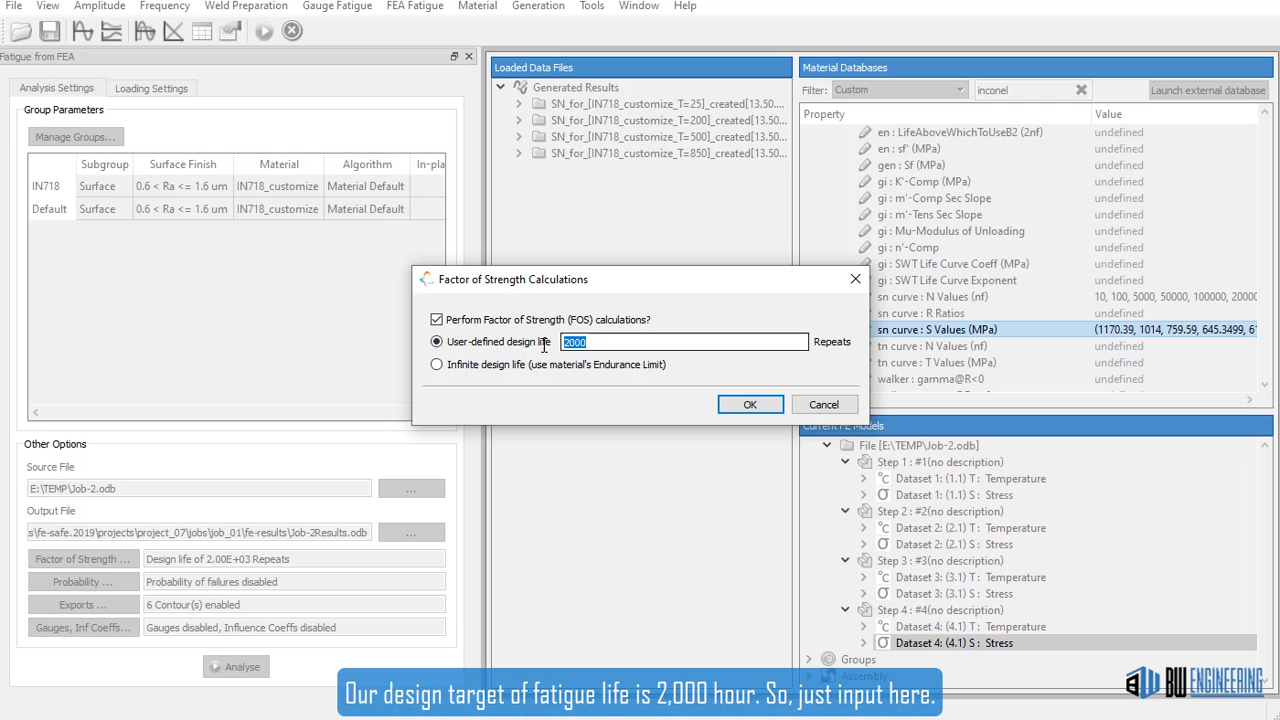 File View Amplitude Frequency Weld Preparation Gauge Fatigue FEA Fatigue Material Generation Tools Window Help
Fatigue from FEA
Analysis Settings Loading Settings
Group Parameters
Manage Groups...
Subgroup Surface Finish Material Algorithm In-pla
IN718 Surface 0.6 < Ra <= 1.6 um IN718_customize Material Default
Default Surface 0.6 < Ra <= 1.6 um IN718_customize Material Default
Other Options
Source File
E:\TEMP\Job-2.odb ...
Output File
s\fe-safe.2019\projects\project_07\jobs\job_01\fe-results\Job-2Results.odb ...
Factor of Strength ... Design life of 2.00E+03 Repeats
Probability ... Probability of failures disabled
Exports ... 6 Contour(s) enabled
Gauges, Inf Coeffs... Gauges disabled, Influence Coeffs disabled
Analyse
Loaded Data Files
Generated Results
SN_for_[IN718_customize_T=25]_created[13.50....
SN_for_[IN718_customize_T=200]_created[13.50...
SN_for_[IN718_customize_T=500]_created[13.50...
SN_for_[IN718_customize_T=850]_created[13.50...
Factor of Strength Calculations
Perform Factor of Strength (FOS) calculations?
User-defined design life 2000 Repeats
Infinite design life (use material's Endurance Limit)
OK Cancel
Material Databases
Filter: Custom inconel Launch external database
Property Value
en : LifeAboveWhichToUseB2 (2nf) undefined
en : sf' (MPa) undefined
gen : Sf (MPa) undefined
gi : K'-Comp (MPa) undefined
gi : m'-Comp Sec Slope undefined
gi : m'-Tens Sec Slope undefined
gi : Mu-Modulus of Unloading undefined
gi : n'-Comp undefined
gi : SWT Life Curve Coeff (MPa) undefined
gi : SWT Life Curve Exponent undefined
sn curve : N Values (nf) 10, 100, 5000, 50000, 100000, 20000
sn curve : R Ratios undefined
sn curve : S Values (MPa) (1170.39, 1014, 759.59, 645.3499, 61
tn curve : N Values (nf) undefined
tn curve : T Values (MPa) undefined
walker : gamma@R<0 undefined
Current FE Models
File [E:\TEMP\Job-2.odb]
Step 1 : #1(no description)
Dataset 1: (1.1) T : Temperature
Dataset 1: (1.1) S : Stress
Step 2 : #2(no description)
Dataset 2: (2.1) T : Temperature
Dataset 2: (2.1) S : Stress
Step 3 : #3(no description)
Dataset 3: (3.1) T : Temperature
Dataset 3: (3.1) S : Stress
Step 4 : #4(no description)
Dataset 4: (4.1) T : Temperature
Dataset 4: (4.1) S : Stress
Groups
Assembly
Our design target of fatigue life is 2,000 hour. So, just input here.
BW ENGINEERING